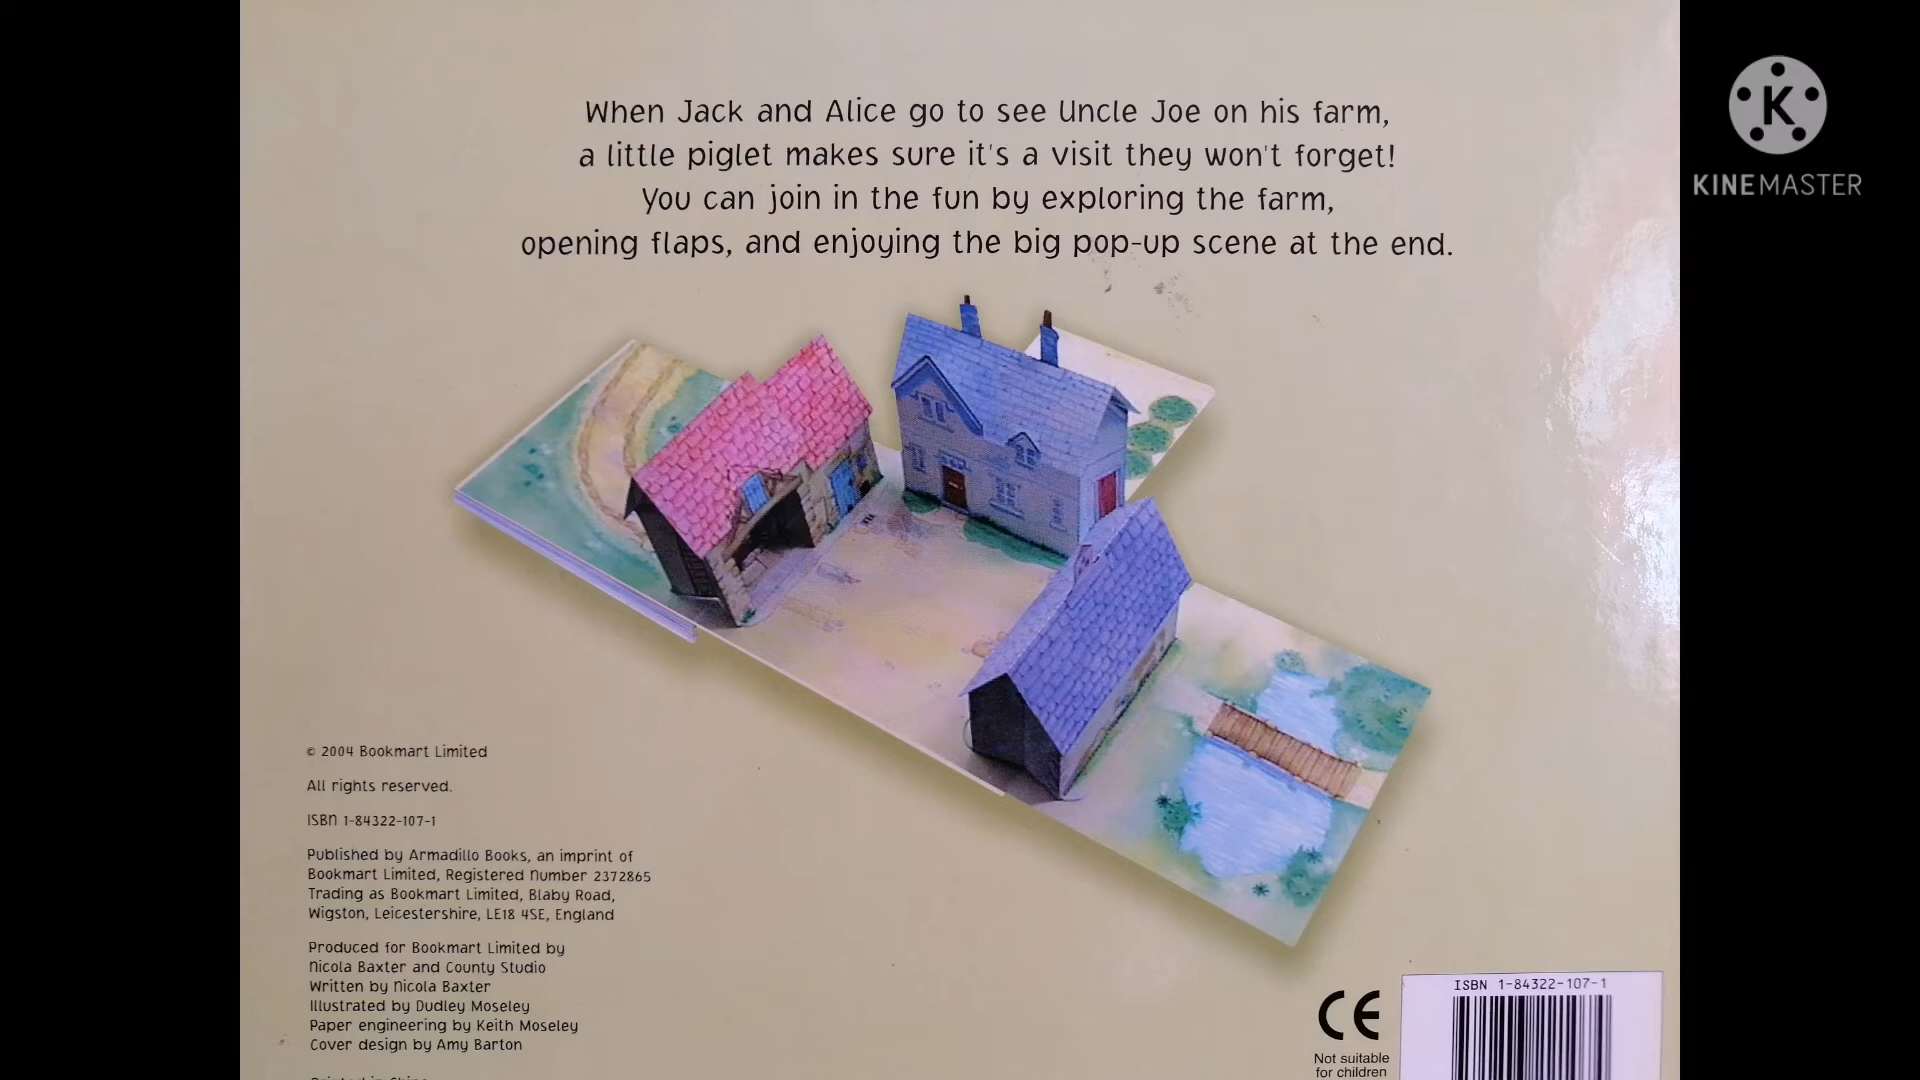 When Jack and Alice go to see Uncle Joe on his farm,
a little piglet makes sure it's a visit they won't forget!
You can join in the fun by exploring the farm,
opening flaps, and enjoying the big pop-up scene at the end.
K
KINEMASTER
© 2004 Bookmart Limited
All rights reserved.
ISBN 1-84322-107-1
Published by Armadillo Books, an imprint of
Bookmart Limited, Registered Number 2372865
Trading as Bookmart Limited, Blaby Road,
Wigston, Leicestershire, LE18 4SE, England
Produced for Bookmart Limited by
Nicola Baxter and County Studio
Written by Nicola Baxter
Illustrated by Dudley Moseley
Paper engineering by Keith Moseley
Cover design by Amy Barton
CE
Not suitable
for children
ISBN 1-84322-107-1